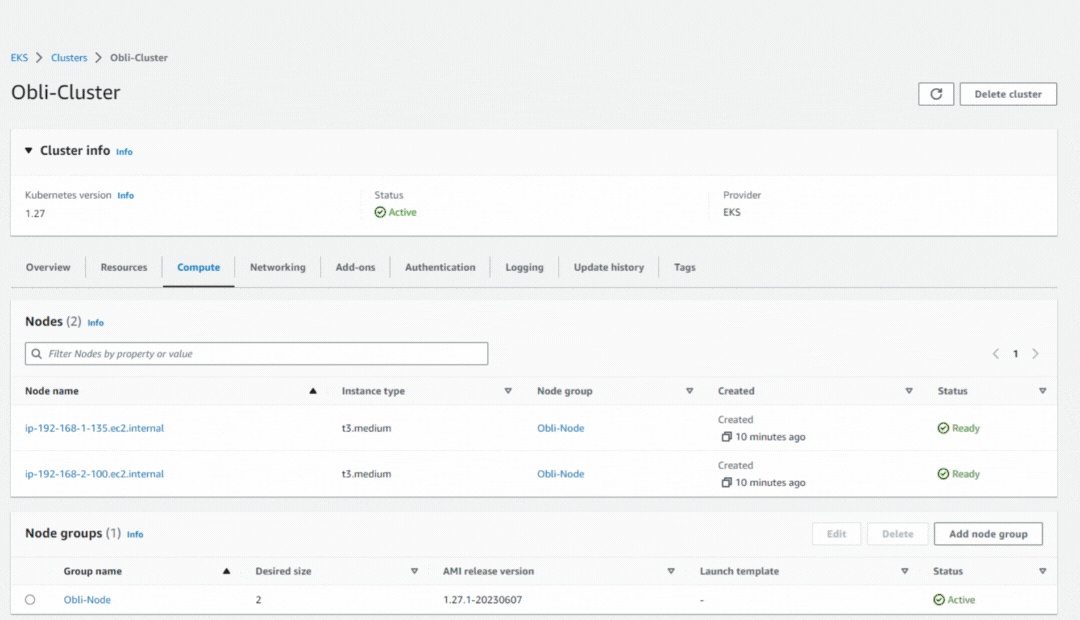 EKS > Clusters > Obli-Cluster
Obli-Cluster
Delete cluster
Cluster info Info
Kubernetes version Info
Status
Provider
1.27
Active
EKS
Overview Resources Compute Networking Add-ons Authentication Logging Update history Tags
Nodes (2) Info
Filter Nodes by property or value
1
Node name Instance type Node group Created Status
Created
ip-192-168-1-135.ec2.internal t3.medium Obli-Node 10 minutes ago Ready
Created
ip-192-168-2-100.ec2.internal t3.medium Obli-Node 10 minutes ago Ready
Node groups (1) Info
Edit Delete Add node group
Group name Desired size AMI release version Launch template Status
Obli-Node 2 1.27.1-20230607 - Active